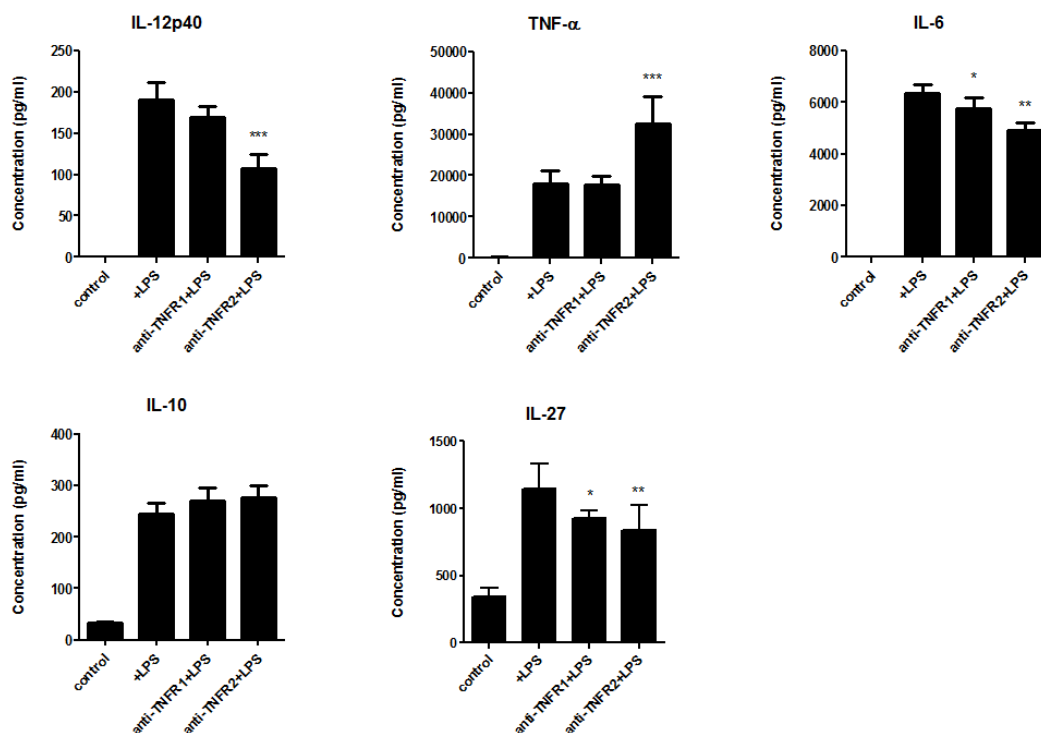 IL-12p40
Concentration (pg/ml)
250
200
150
100
50
0
***
control
+LPS
anti-TNFR1+LPS
anti-TNFR2+LPS
TNF-α
Concentration (pg/ml)
50000
40000
30000
20000
10000
0
***
control
+LPS
anti-TNFR1+LPS
anti-TNFR2+LPS
IL-6
Concentration (pg/ml)
8000
6000
4000
2000
0
*
**
control
+LPS
anti-TNFR1+LPS
anti-TNFR2+LPS
IL-10
Concentration (pg/ml)
400
300
200
100
0
control
+LPS
anti-TNFR1+LPS
anti-TNFR2+LPS
IL-27
Concentration (pg/ml)
1500
1000
500
0
*
**
control
+LPS
anti-TNFR1+LPS
anti-TNFR2+LPS